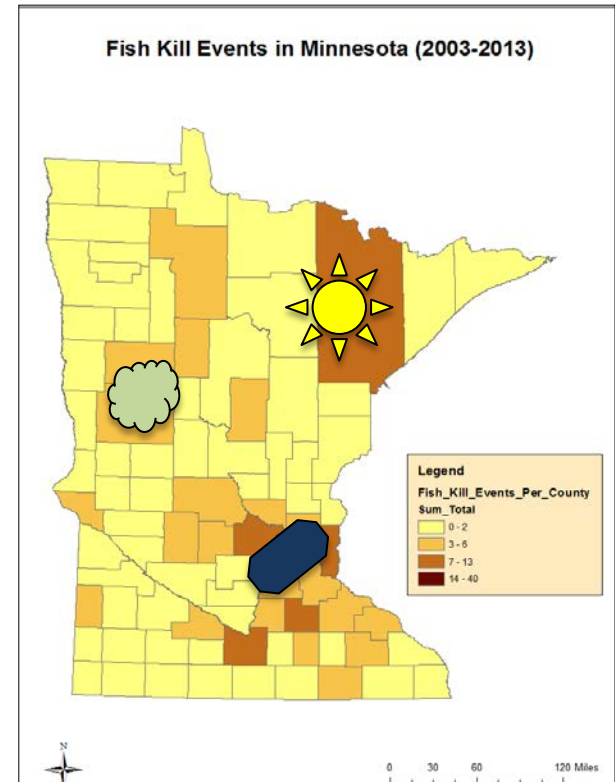 Fish Kill Events in Minnesota (2003-2013)
Legend
Fish_Kill_Events_Per_County
Sum_Total
0 - 2
3 - 6
7 - 13
14 - 40
N
0 30 60 120 Miles